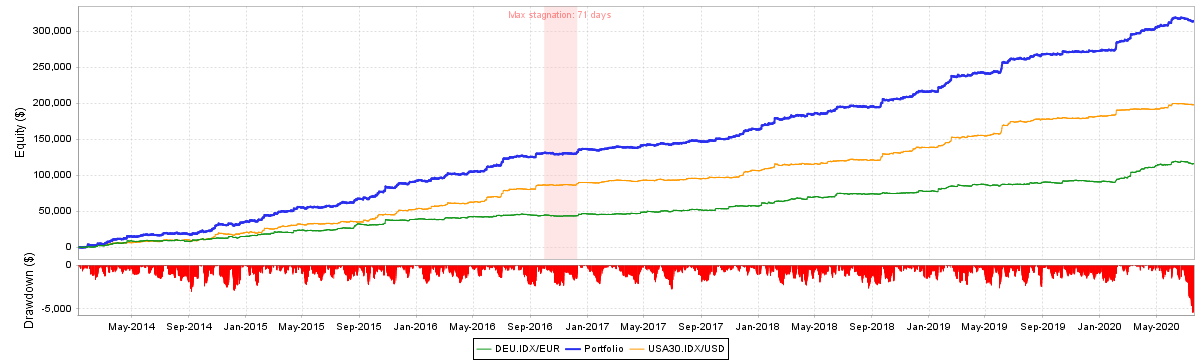 Max stagnation: 71 days
Equity ($)
300,000
250,000
200,000
150,000
100,000
50,000
0
Drawdown ($)
0
-5,000
May-2014 Sep-2014 Jan-2015 May-2015 Sep-2015 Jan-2016 May-2016 Sep-2016 Jan-2017 May-2017 Sep-2017 Jan-2018 May-2018 Sep-2018 Jan-2019 May-2019 Sep-2019 Jan-2020 May-2020
DEU.IDX/EUR Portfolio USA30.IDX/USD